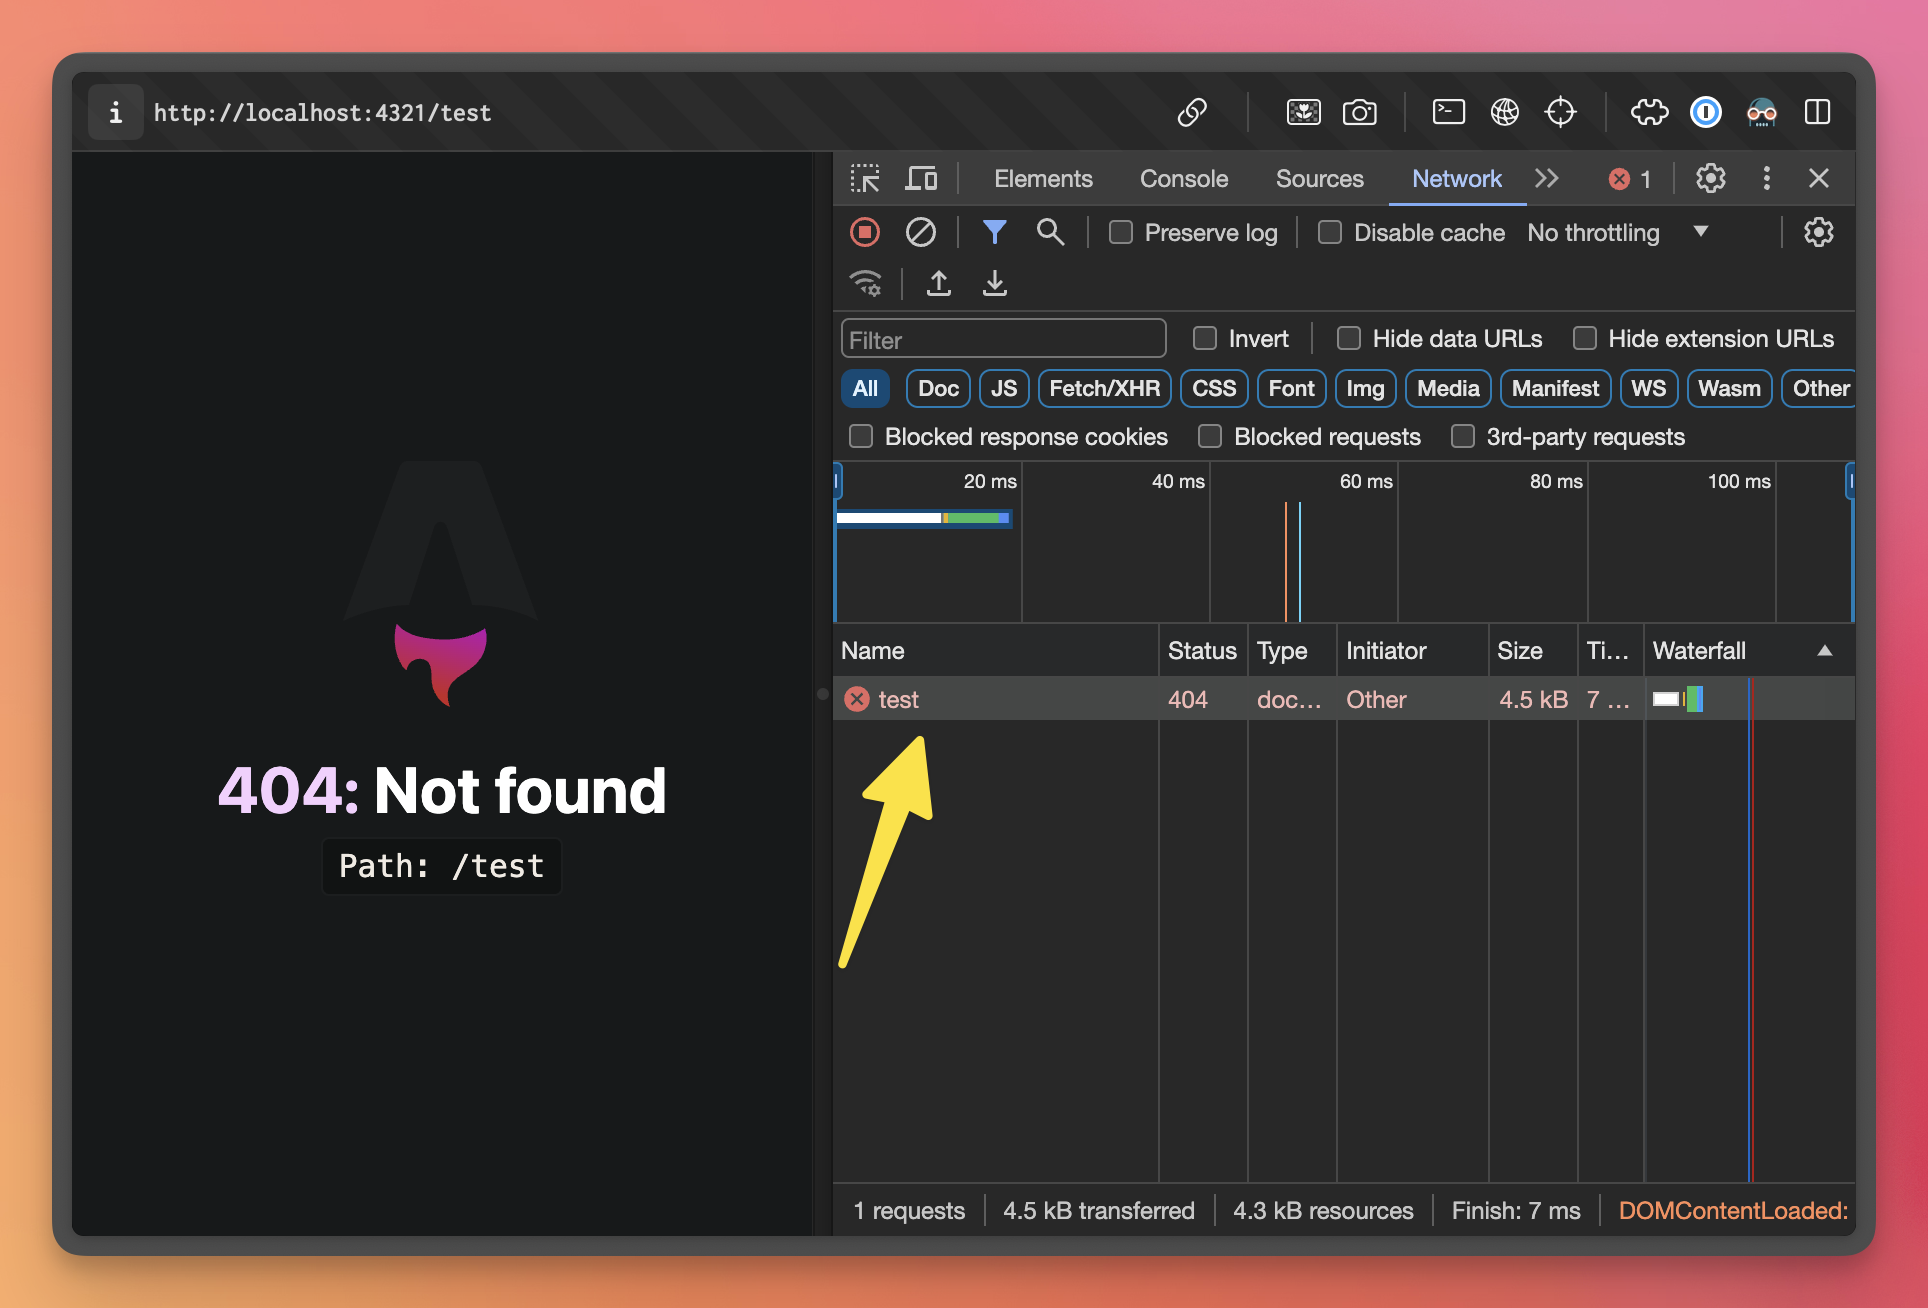 i http://localhost:4321/test
404: Not found
Path: /test
Elements Console Sources Network 1
Preserve log Disable cache No throttling
Filter Invert Hide data URLs Hide extension URLs
All Doc JS Fetch/XHR CSS Font Img Media Manifest WS Wasm Other
Blocked response cookies Blocked requests 3rd-party requests
20 ms 40 ms 60 ms 80 ms 100 ms
Name Status Type Initiator Size Ti... Waterfall
test 404 doc... Other 4.5 kB 7 ...
1 requests 4.5 kB transferred 4.3 kB resources Finish: 7 ms DOMContentLoaded: